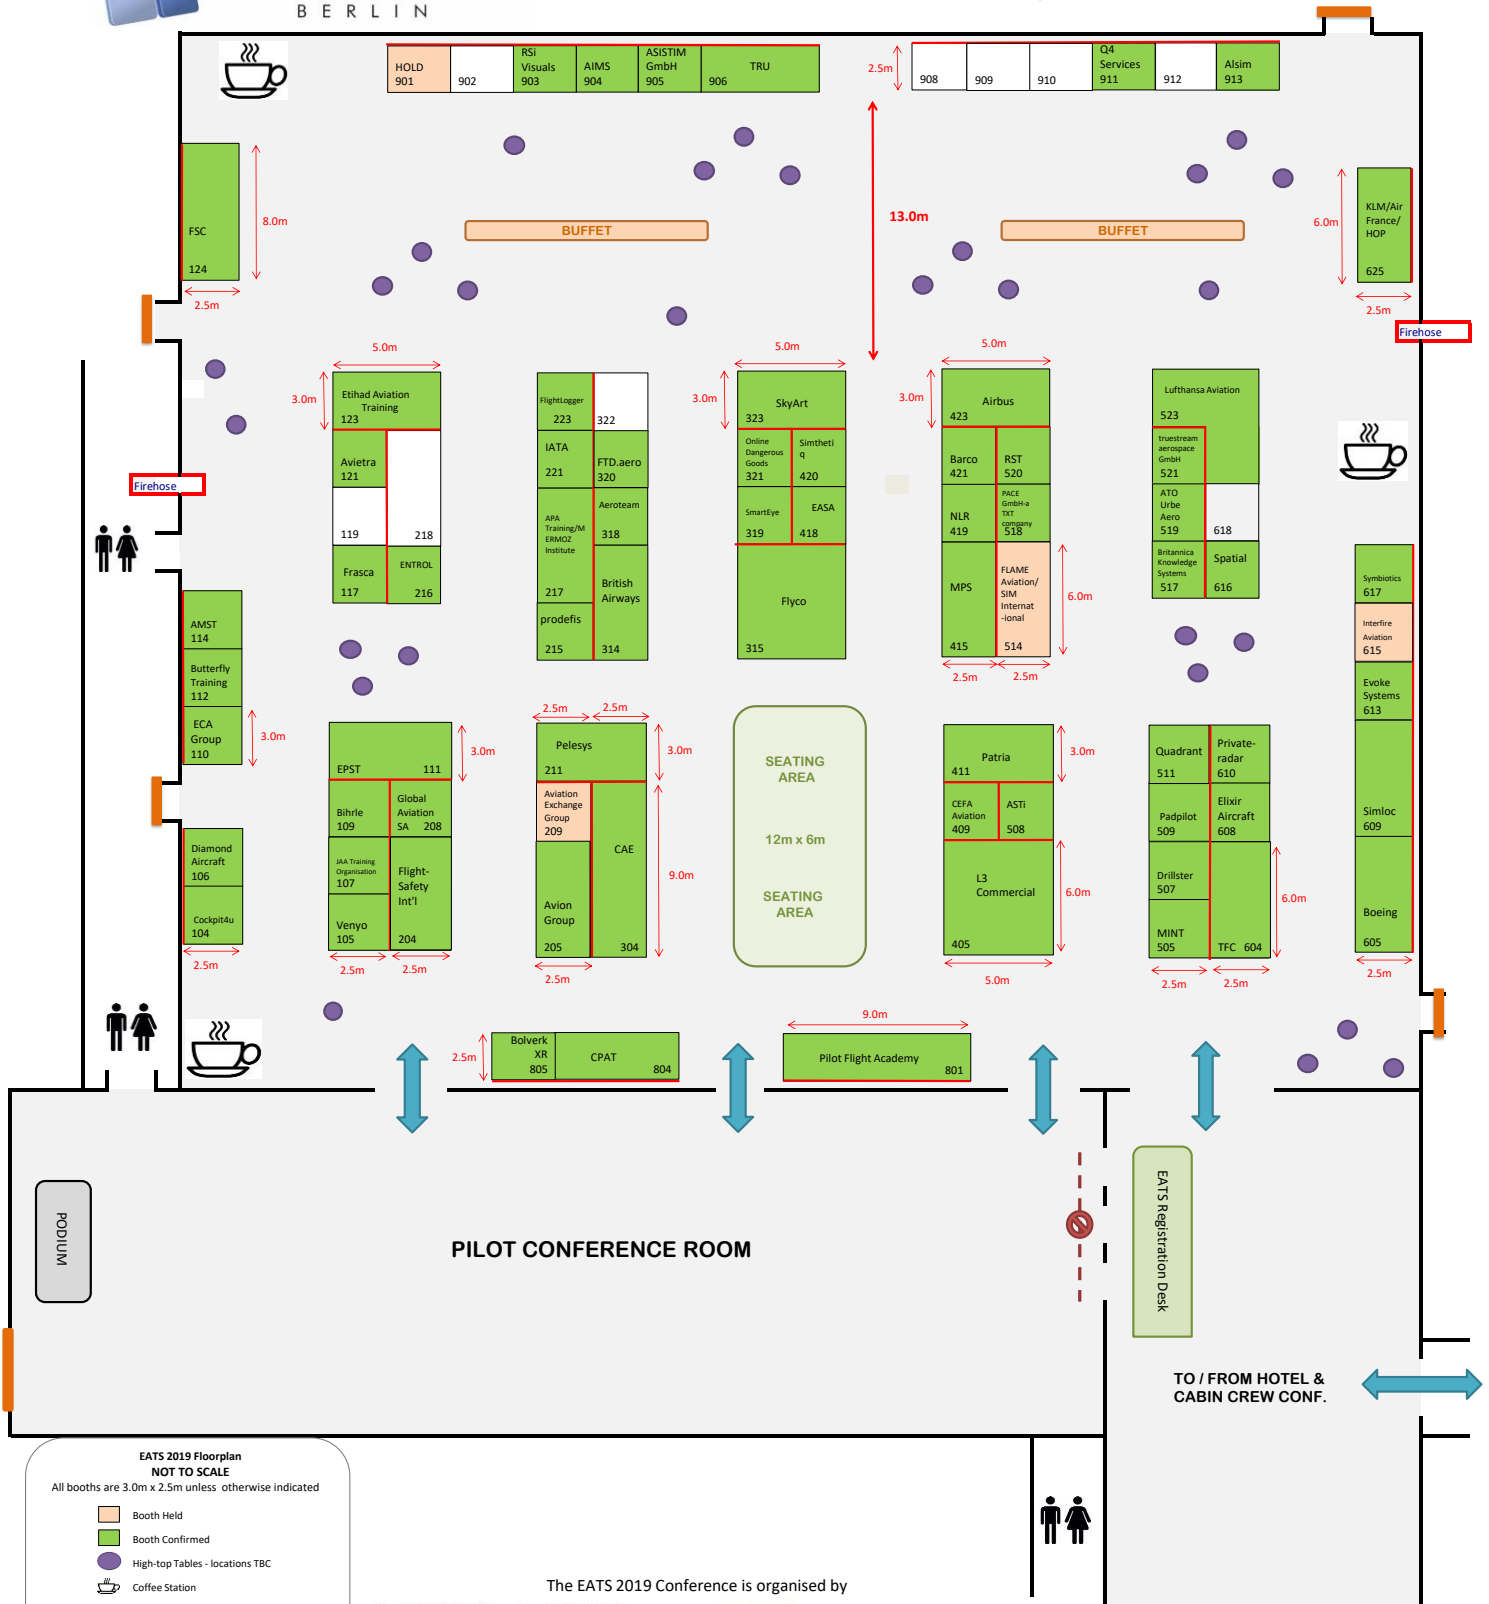 BERLIN
HOLD
901
902
RSi
Visuals
903
AIMS
904
ASISTIM
GmbH
905
TRU
906
2.5m
908
909
910
Q4
Services
911
912
Alsim
913
FSC
124
8.0m
2.5m
BUFFET
13.0m
BUFFET
6.0m
KLM/Air
France/
HOP
625
2.5m
Firehose
5.0m
3.0m
Etihad Aviation
Training
123
Avietra
121
119
218
Frasca
117
ENTROL
216
FlightLogger
223
322
IATA
221
FTD.aero
320
APA
Training/M
ERMOZ
Institute
217
Aeroteam
318
British
Airways
314
prodefis
215
5.0m
3.0m
SkyArt
323
Online
Dangerous
Goods
321
Simtheti
q
420
SmartEye
319
EASA
418
Flyco
315
5.0m
3.0m
Airbus
423
Barco
421
RST
520
NLR
419
PACE
GmbH-a
TXT
company
518
MPS
415
FLAME
Aviation/
SIM
Internat
-ional
514
6.0m
2.5m
2.5m
Lufthansa Aviation
523
truestream
aerospace
GmbH
521
ATO
Urbe
Aero
519
618
Britannica
Knowledge
Systems
517
Spatial
616
Firehose
AMST
114
Butterfly
Training
112
ECA
Group
110
3.0m
Symbiotics
617
Interfire
Aviation
615
Evoke
Systems
613
Simloc
609
Boeing
605
2.5m
Diamond
Aircraft
106
Cockpit4u
104
2.5m
EPST
111
3.0m
Bihrle
109
Global
Aviation
SA 208
JAA Training
Organisation
107
Flight-
Safety
Int'l
204
Venyo
105
2.5m
2.5m
2.5m
2.5m
Pelesys
211
3.0m
Aviation
Exchange
Group
209
CAE
304
9.0m
Avion
Group
205
2.5m
SEATING
AREA
12m x 6m
SEATING
AREA
Patria
411
3.0m
CEFA
Aviation
409
ASTi
508
L3
Commercial
405
6.0m
5.0m
Quadrant
511
Private-
radar
610
Padpilot
509
Elixir
Aircraft
608
Drillster
507
MINT
505
TFC 604
6.0m
2.5m
2.5m
2.5m
Bolverk
XR
805
CPAT
804
9.0m
Pilot Flight Academy
801
PODIUM
PILOT CONFERENCE ROOM
EATS Registration Desk
TO / FROM HOTEL &
CABIN CREW CONF.
EATS 2019 Floorplan
NOT TO SCALE
All booths are 3.0m x 2.5m unless otherwise indicated
Booth Held
Booth Confirmed
High-top Tables - locations TBC
Coffee Station
The EATS 2019 Conference is organised by